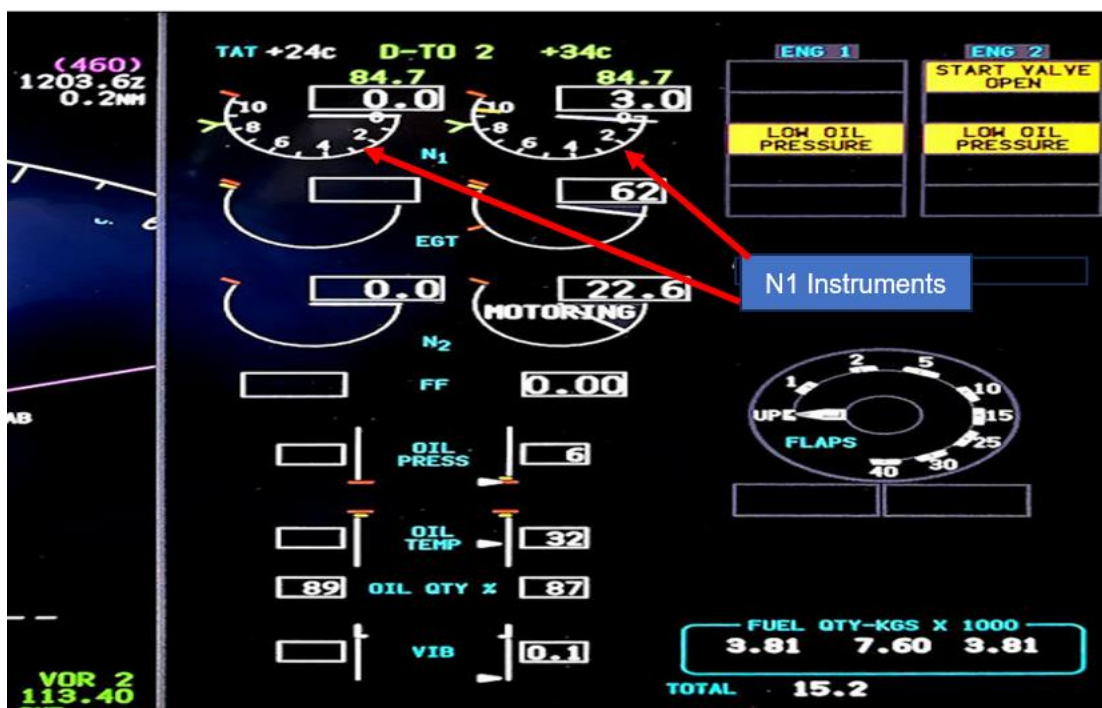 (460)
1203.6z
0.2NM
TAT +24c D-TO 2 +34c
84.7 84.7
0.0 3.0
10 8 6 4 2 0
10 8 6 4 2 0
N1
62
EGT
0.0 22.6
MOTORING
N2
FF 0.00
OIL
PRESS 6
OIL
TEMP 32
89 OIL QTY % 87
VIB 0.1
ENG 1 ENG 2
START VALVE
OPEN
LOW OIL
PRESSURE
LOW OIL
PRESSURE
N1 Instruments
UP 1 2 5 10 15 25 30 40
FLAPS
FUEL QTY-KGS X 1000
3.81 7.60 3.81
TOTAL 15.2
AB
VOR 2
113.40